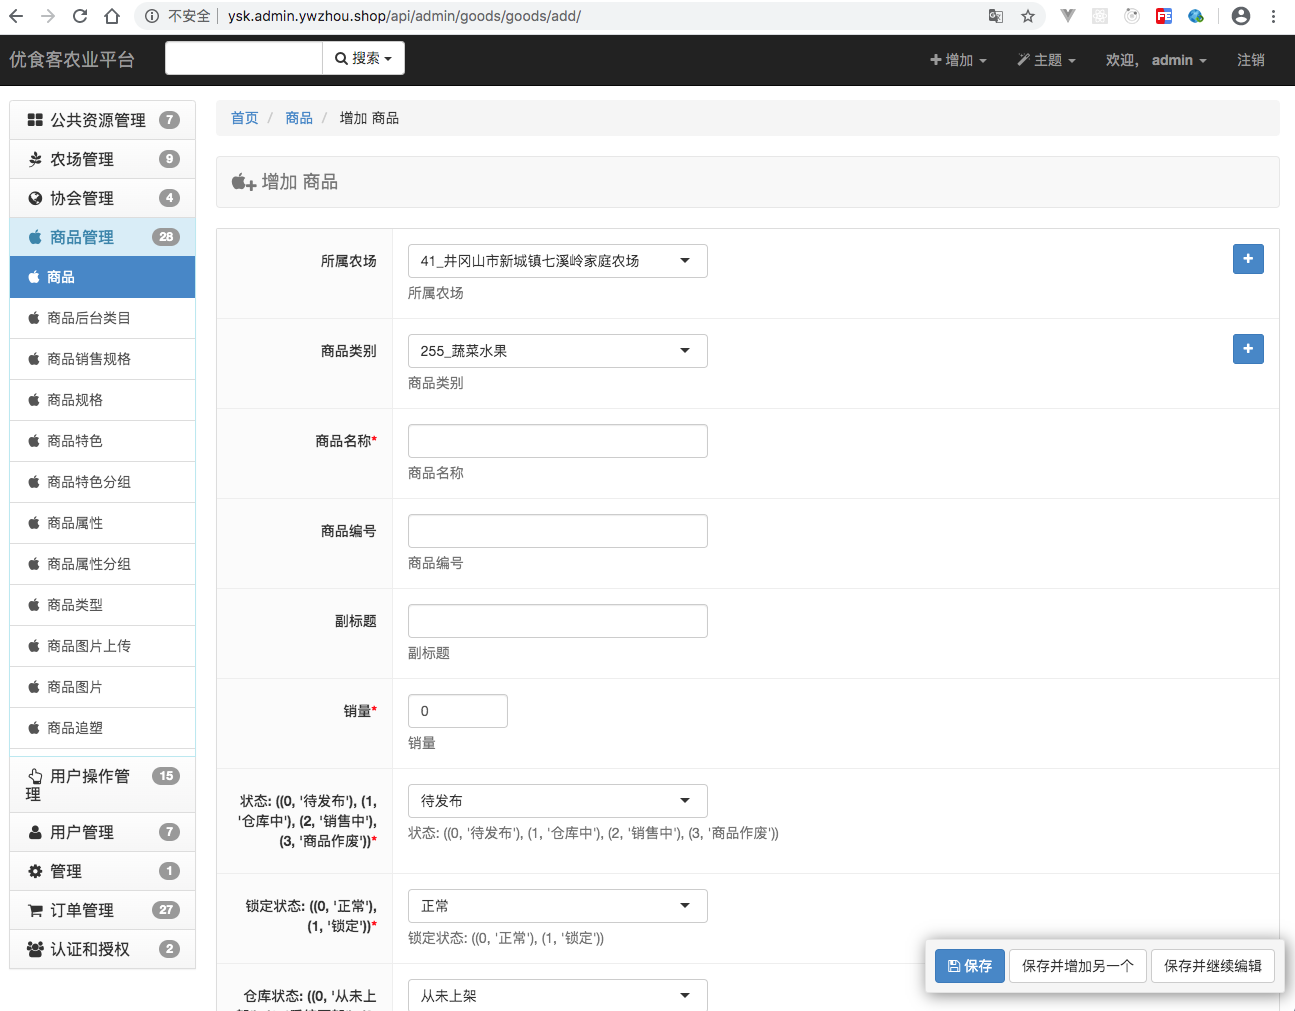 不安全 ysk.admin.ywzhou.shop/api/admin/goods/goods/add/
优食客农业平台 搜索 增加 主题 欢迎， admin 注销
公共资源管理 7
农场管理 9
协会管理 4
商品管理 28
商品
商品后台类目
商品销售规格
商品规格
商品特色
商品特色分组
商品属性
商品属性分组
商品类型
商品图片上传
商品图片
商品追塑
用户操作管理 15
用户管理 7
管理 1
订单管理 27
认证和授权 2
首页 / 商品 / 增加 商品
增加 商品
所属农场 41_井冈山市新城镇七溪岭家庭农场
所属农场
商品类别 255_蔬菜水果
商品类别
商品名称*
商品名称
商品编号
商品编号
副标题
副标题
销量* 0
销量
状态: ((0, '待发布'), (1,
'仓库中'), (2, '销售中'),
(3, '商品作废'))*
待发布
状态: ((0, '待发布'), (1, '仓库中'), (2, '销售中'), (3, '商品作废'))
锁定状态: ((0, '正常'),
(1, '锁定'))*
正常
锁定状态: ((0, '正常'), (1, '锁定'))
仓库状态: ((0, '从未上
从未上架
保存 保存并增加另一个 保存并继续编辑